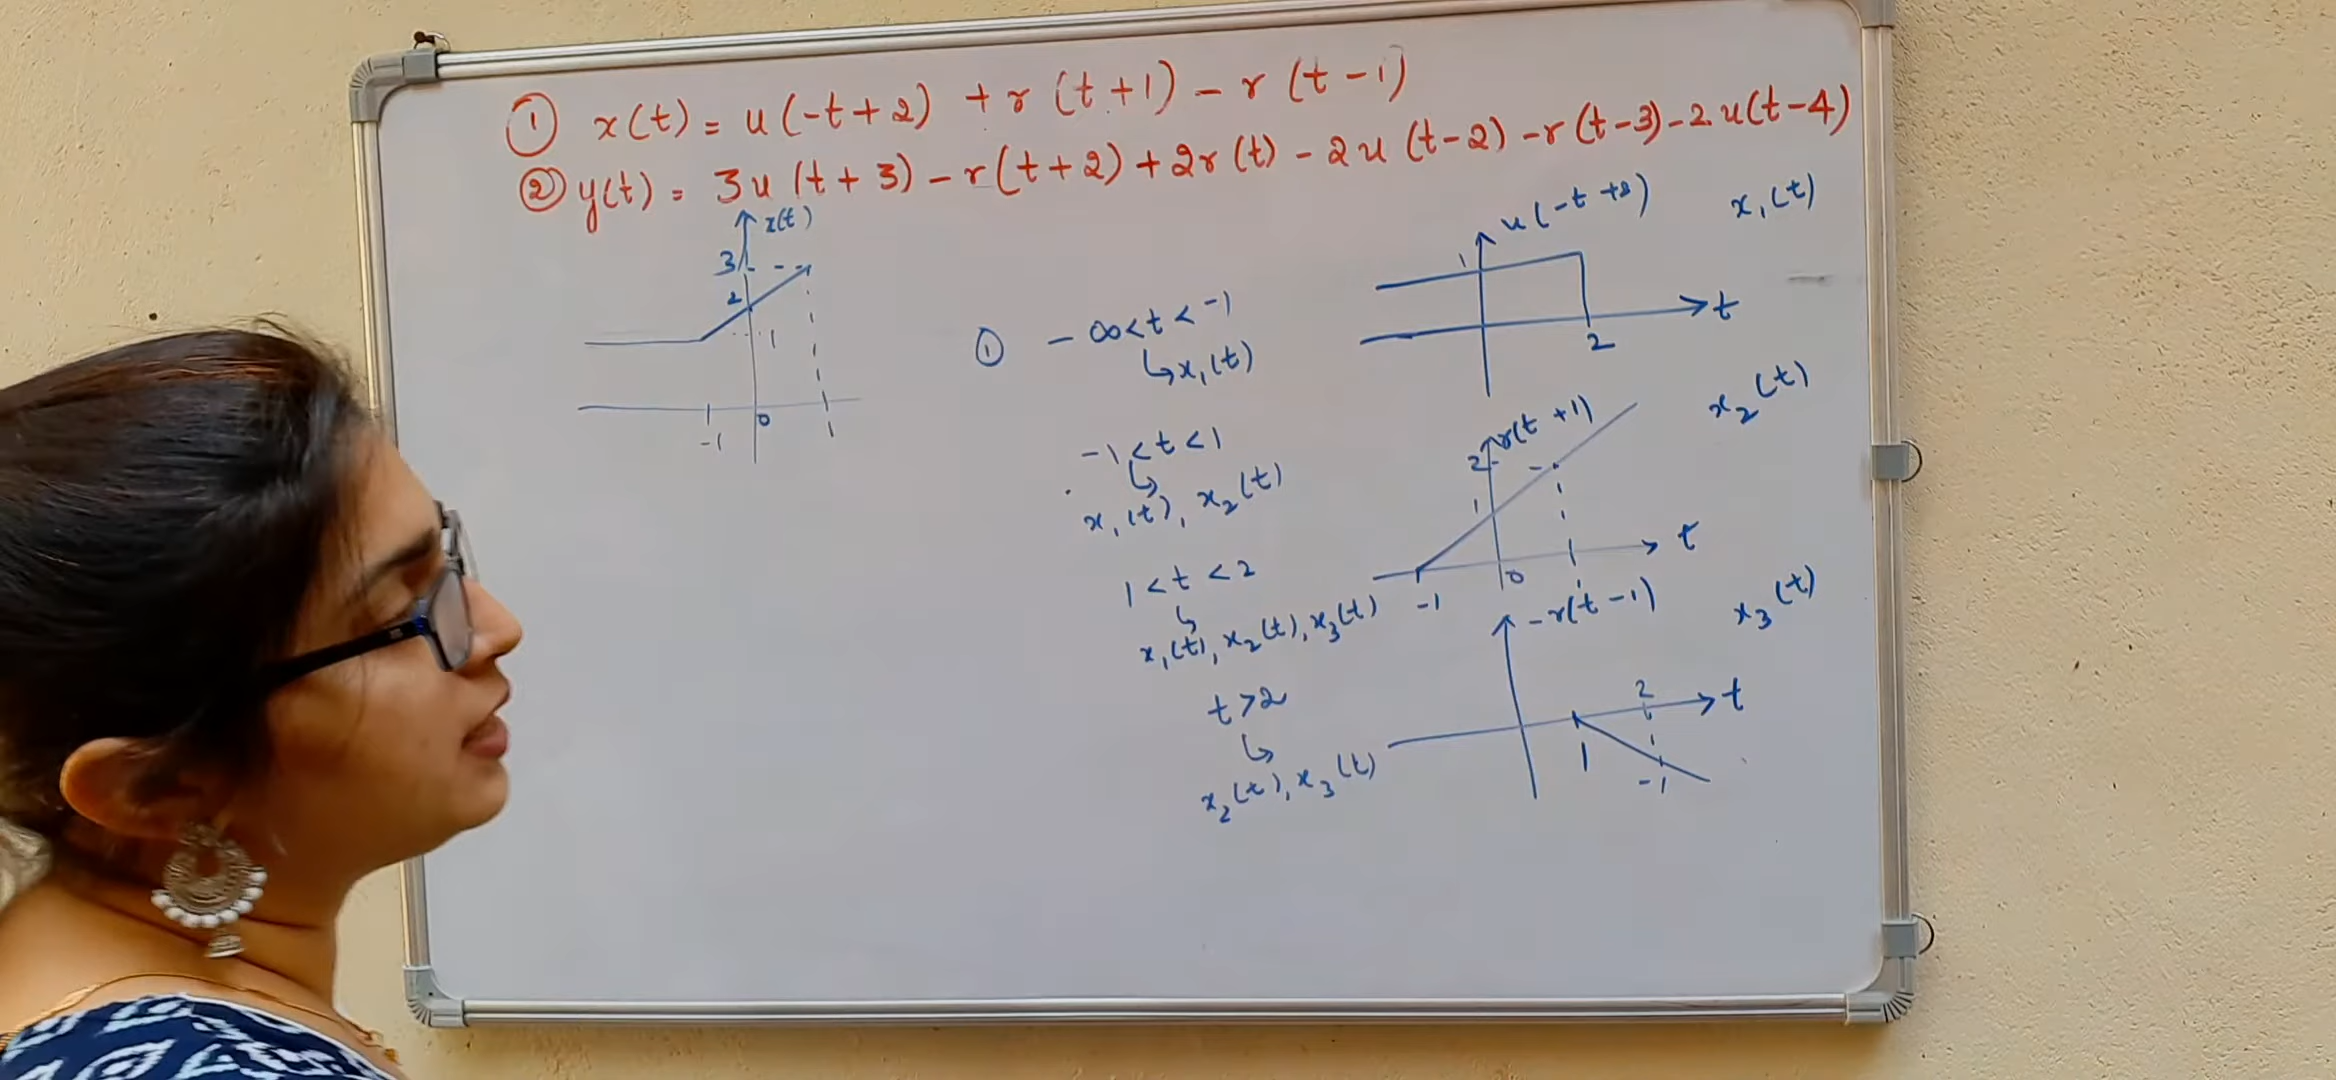 ① x(t) = u(-t+2) + r(t+1) - r(t-1)
② y(t) = 3u(t+3) - r(t+2) + 2r(t) - 2u(t-2) - r(t-3) - 2u(t-4)
x(t)
3
2
1
-1 0 1
① -∞<t<-1
↳x₁(t)
-1<t<1
↳
x₁(t), x₂(t)
1<t<2
↳
x₁(t), x₂(t), x₃(t)
t>2
↳
x₂(t), x₃(t)
u(-t+2) x₁(t)
1
t
2
r(t+1) x₂(t)
2
1
t
-1 0 1
-r(t-1) x₃(t)
2
t
1
-1